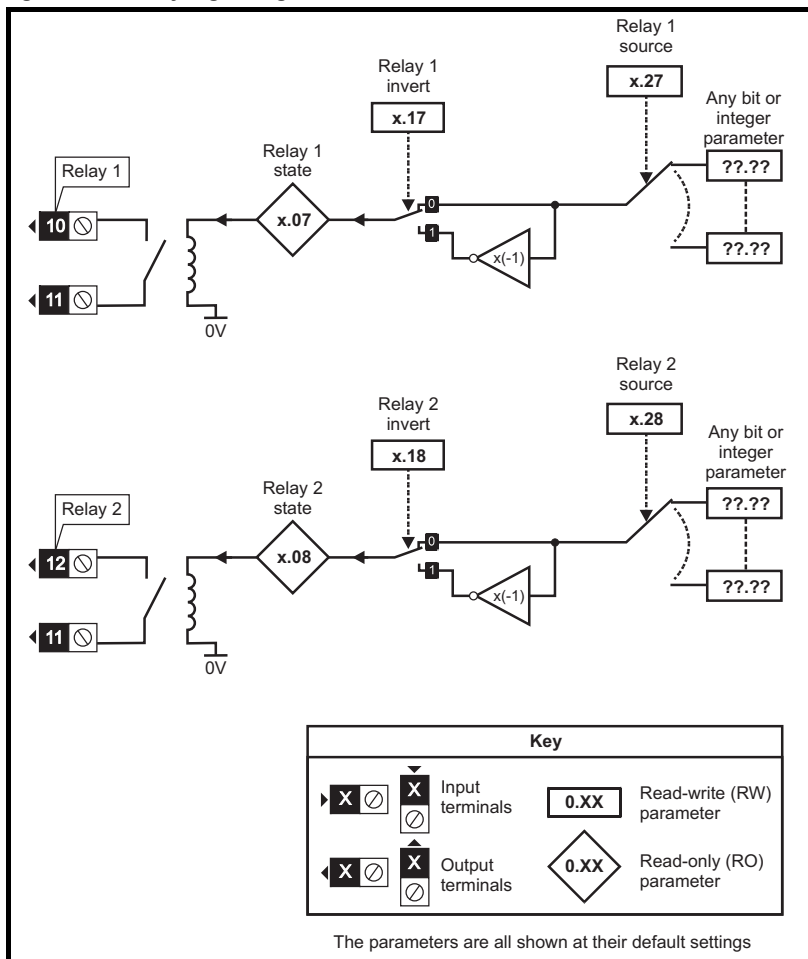 Relay 1
source
x.27
Relay 1
invert
x.17
Any bit or
integer
parameter
??.??
??.??
Relay 1
state
x.07
Relay 1
10
11
0
1
x(-1)
0V
Relay 2
source
x.28
Relay 2
invert
x.18
Any bit or
integer
parameter
??.??
??.??
Relay 2
state
x.08
Relay 2
12
11
0
1
x(-1)
0V
Key
X
X
Input
terminals
0.XX
Read-write (RW)
parameter
X
X
Output
terminals
0.XX
Read-only (RO)
parameter
The parameters are all shown at their default settings